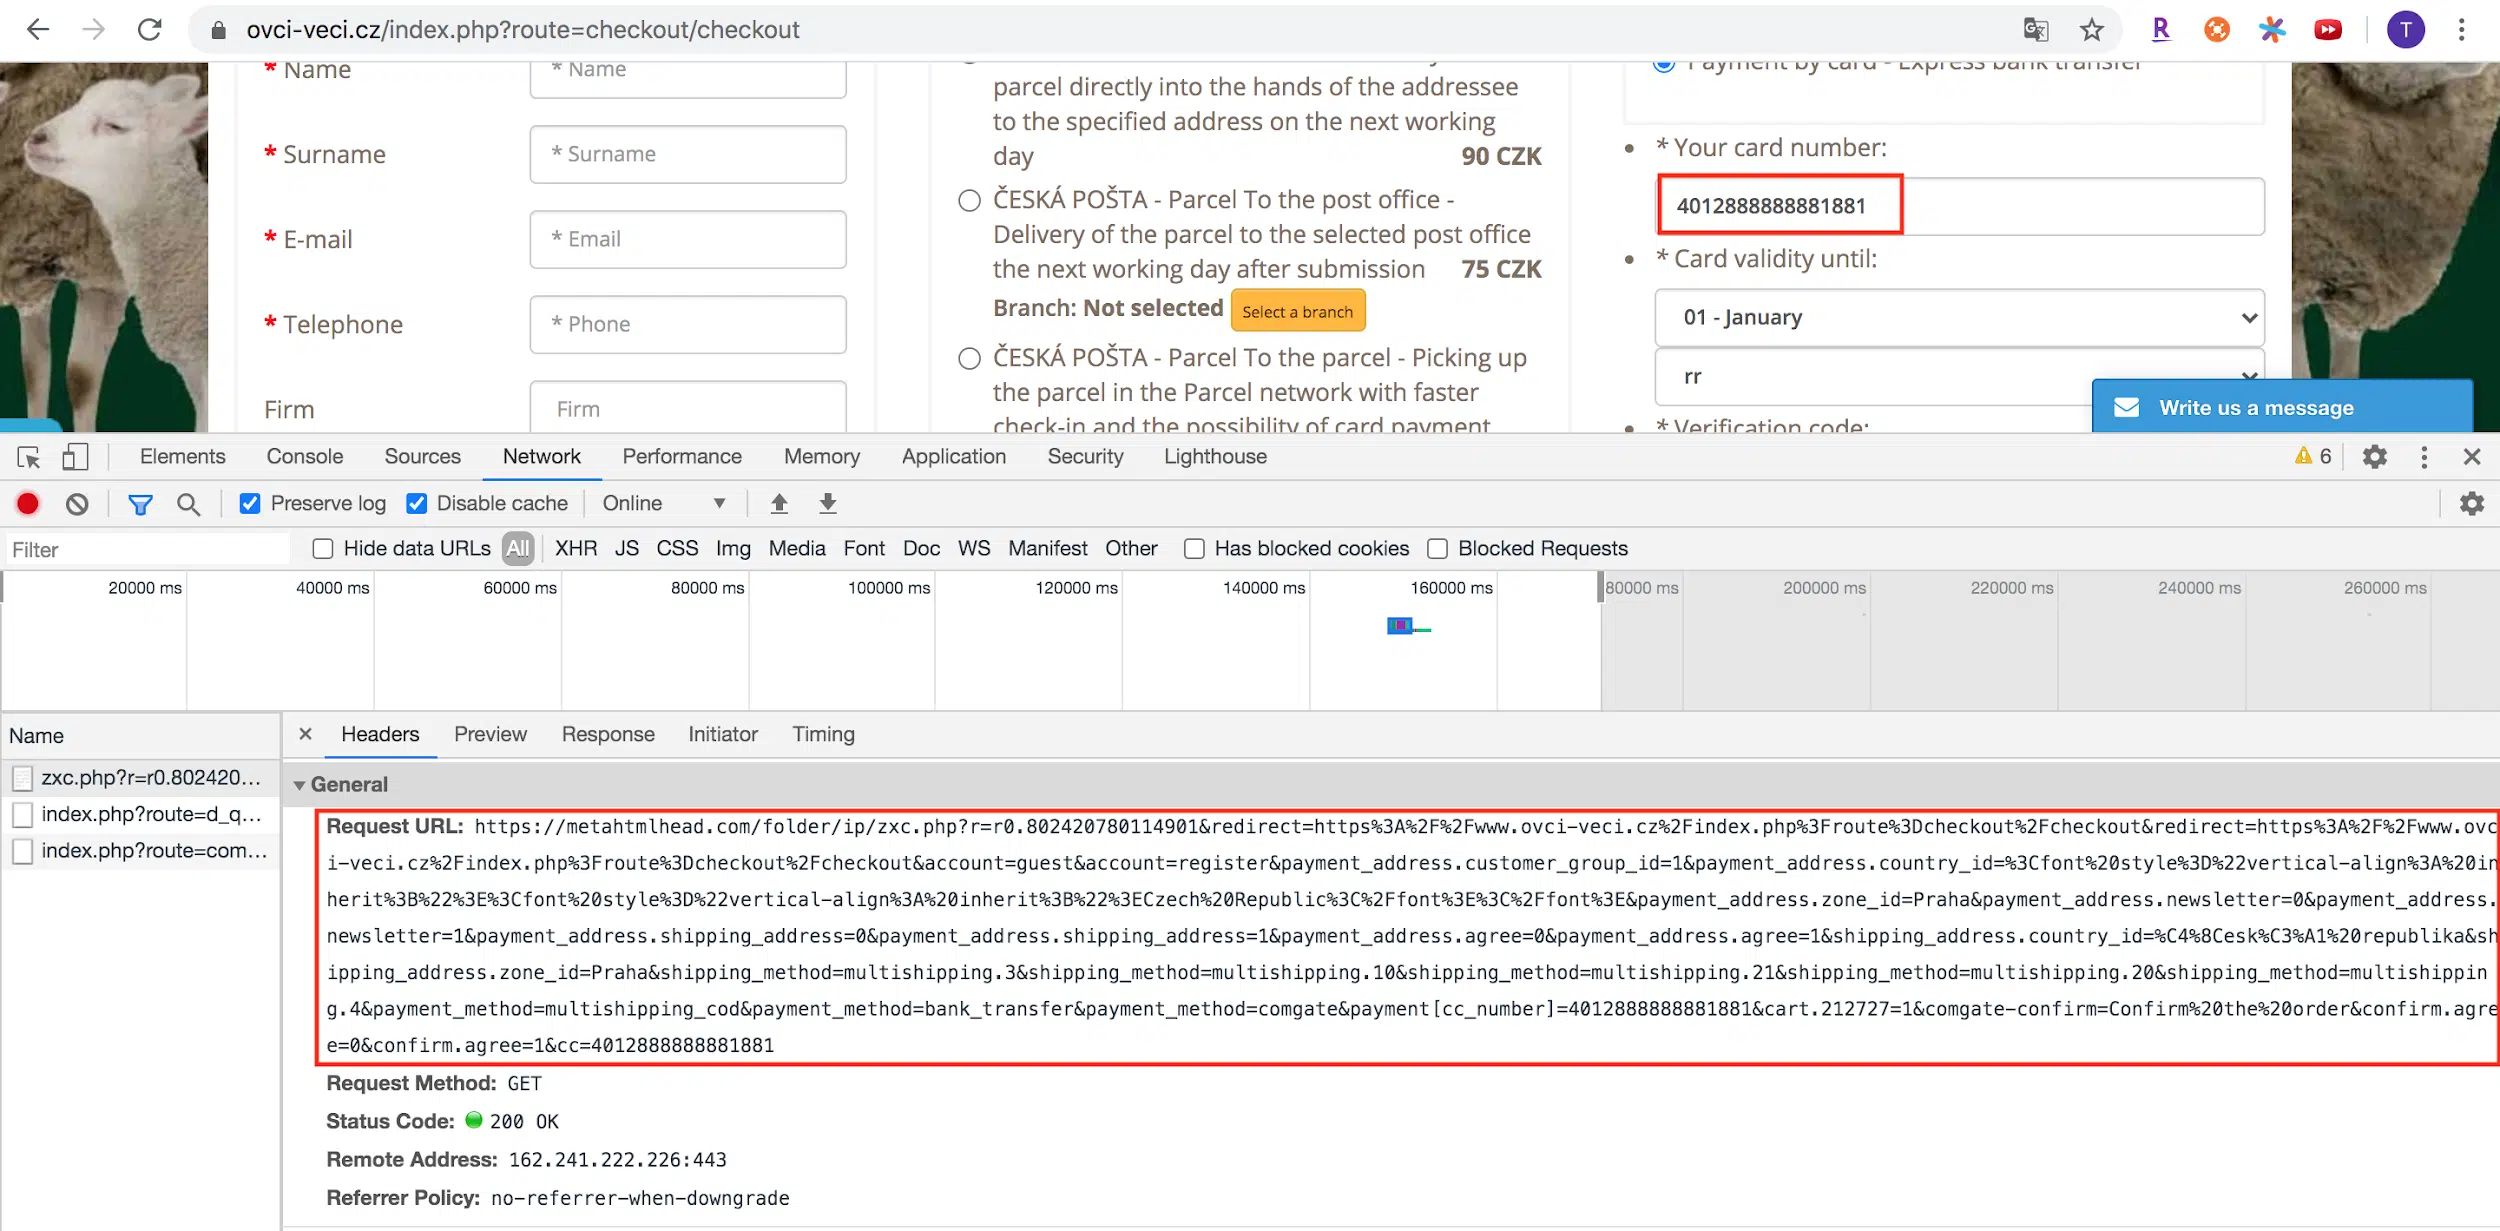 ovci-veci.cz/index.php?route=checkout/checkout
R
T
* Name
* Name
* Surname
* Surname
* E-mail
* Email
* Telephone
* Phone
Firm
Firm
parcel directly into the hands of the addressee
to the specified address on the next working
day 90 CZK
ČESKÁ POŠTA - Parcel To the post office -
Delivery of the parcel to the selected post office
the next working day after submission 75 CZK
Branch: Not selected Select a branch
ČESKÁ POŠTA - Parcel To the parcel - Picking up
the parcel in the Parcel network with faster
check-in and the possibility of card payment
Payment by card - Express bank transfer
* Your card number:
4012888888881881
* Card validity until:
01 - January
rr
* Verification code:
Write us a message
Elements Console Sources Network Performance Memory Application Security Lighthouse 6
Preserve log Disable cache Online
Filter Hide data URLs All XHR JS CSS Img Media Font Doc WS Manifest Other Has blocked cookies Blocked Requests
20000 ms 40000 ms 60000 ms 80000 ms 100000 ms 120000 ms 140000 ms 160000 ms 80000 ms 200000 ms 220000 ms 240000 ms 260000 ms
Name
zxc.php?r=r0.802420...
index.php?route=d_q...
index.php?route=com...
Headers Preview Response Initiator Timing
General
Request URL: https://metahtmlhead.com/folder/ip/zxc.php?r=r0.802420780114901&redirect=https%3A%2F%2Fwww.ovci-veci.cz%2Findex.php%3Froute%3Dcheckout%2Fcheckout&redirect=https%3A%2F%2Fwww.ovc
i-veci.cz%2Findex.php%3Froute%3Dcheckout%2Fcheckout&account=guest&account=register&payment_address.customer_group_id=1&payment_address.country_id=%3Cfont%20style%3D%22vertical-align%3A%20in
herit%3B%22%3E%3Cfont%20style%3D%22vertical-align%3A%20inherit%3B%22%3ECzech%20Republic%3C%2Ffont%3E%3C%2Ffont%3E&payment_address.zone_id=Praha&payment_address.newsletter=0&payment_address.
newsletter=1&payment_address.shipping_address=0&payment_address.shipping_address=1&payment_address.agree=0&payment_address.agree=1&shipping_address.country_id=%C4%8Cesk%C3%A1%20republika&sh
ipping_address.zone_id=Praha&shipping_method=multishipping.3&shipping_method=multishipping.10&shipping_method=multishipping.21&shipping_method=multishipping.20&shipping_method=multishippin
g.4&payment_method=multishipping_cod&payment_method=bank_transfer&payment_method=comgate&payment[cc_number]=4012888888881881&cart.212727=1&comgate-confirm=Confirm%20the%20order&confirm.agre
e=0&confirm.agree=1&cc=4012888888881881
Request Method: GET
Status Code: 200 OK
Remote Address: 162.241.222.226:443
Referrer Policy: no-referrer-when-downgrade